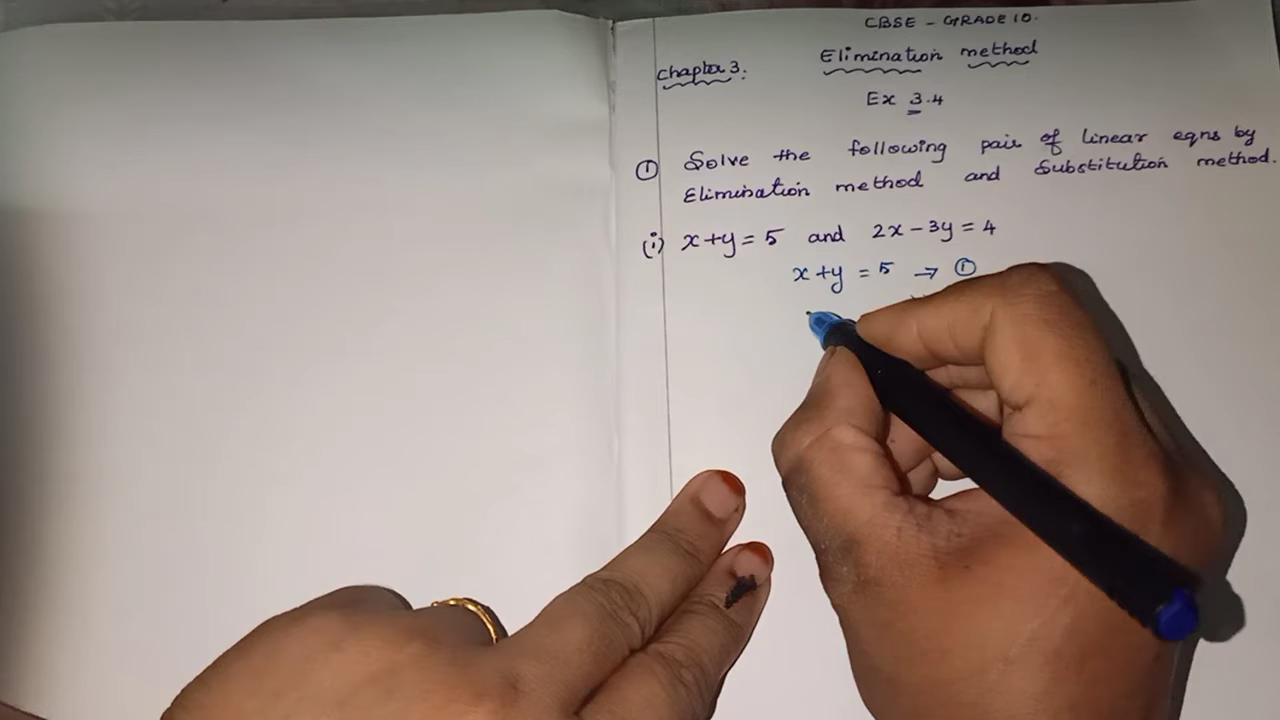 CBSE - GRADE 10.
Chapter 3. Elimination method
Ex 3.4
① Solve the following pair of linear eqns by
Elimination method and Substitution method.
(i) x+y = 5 and 2x - 3y = 4
x+y = 5 → ①